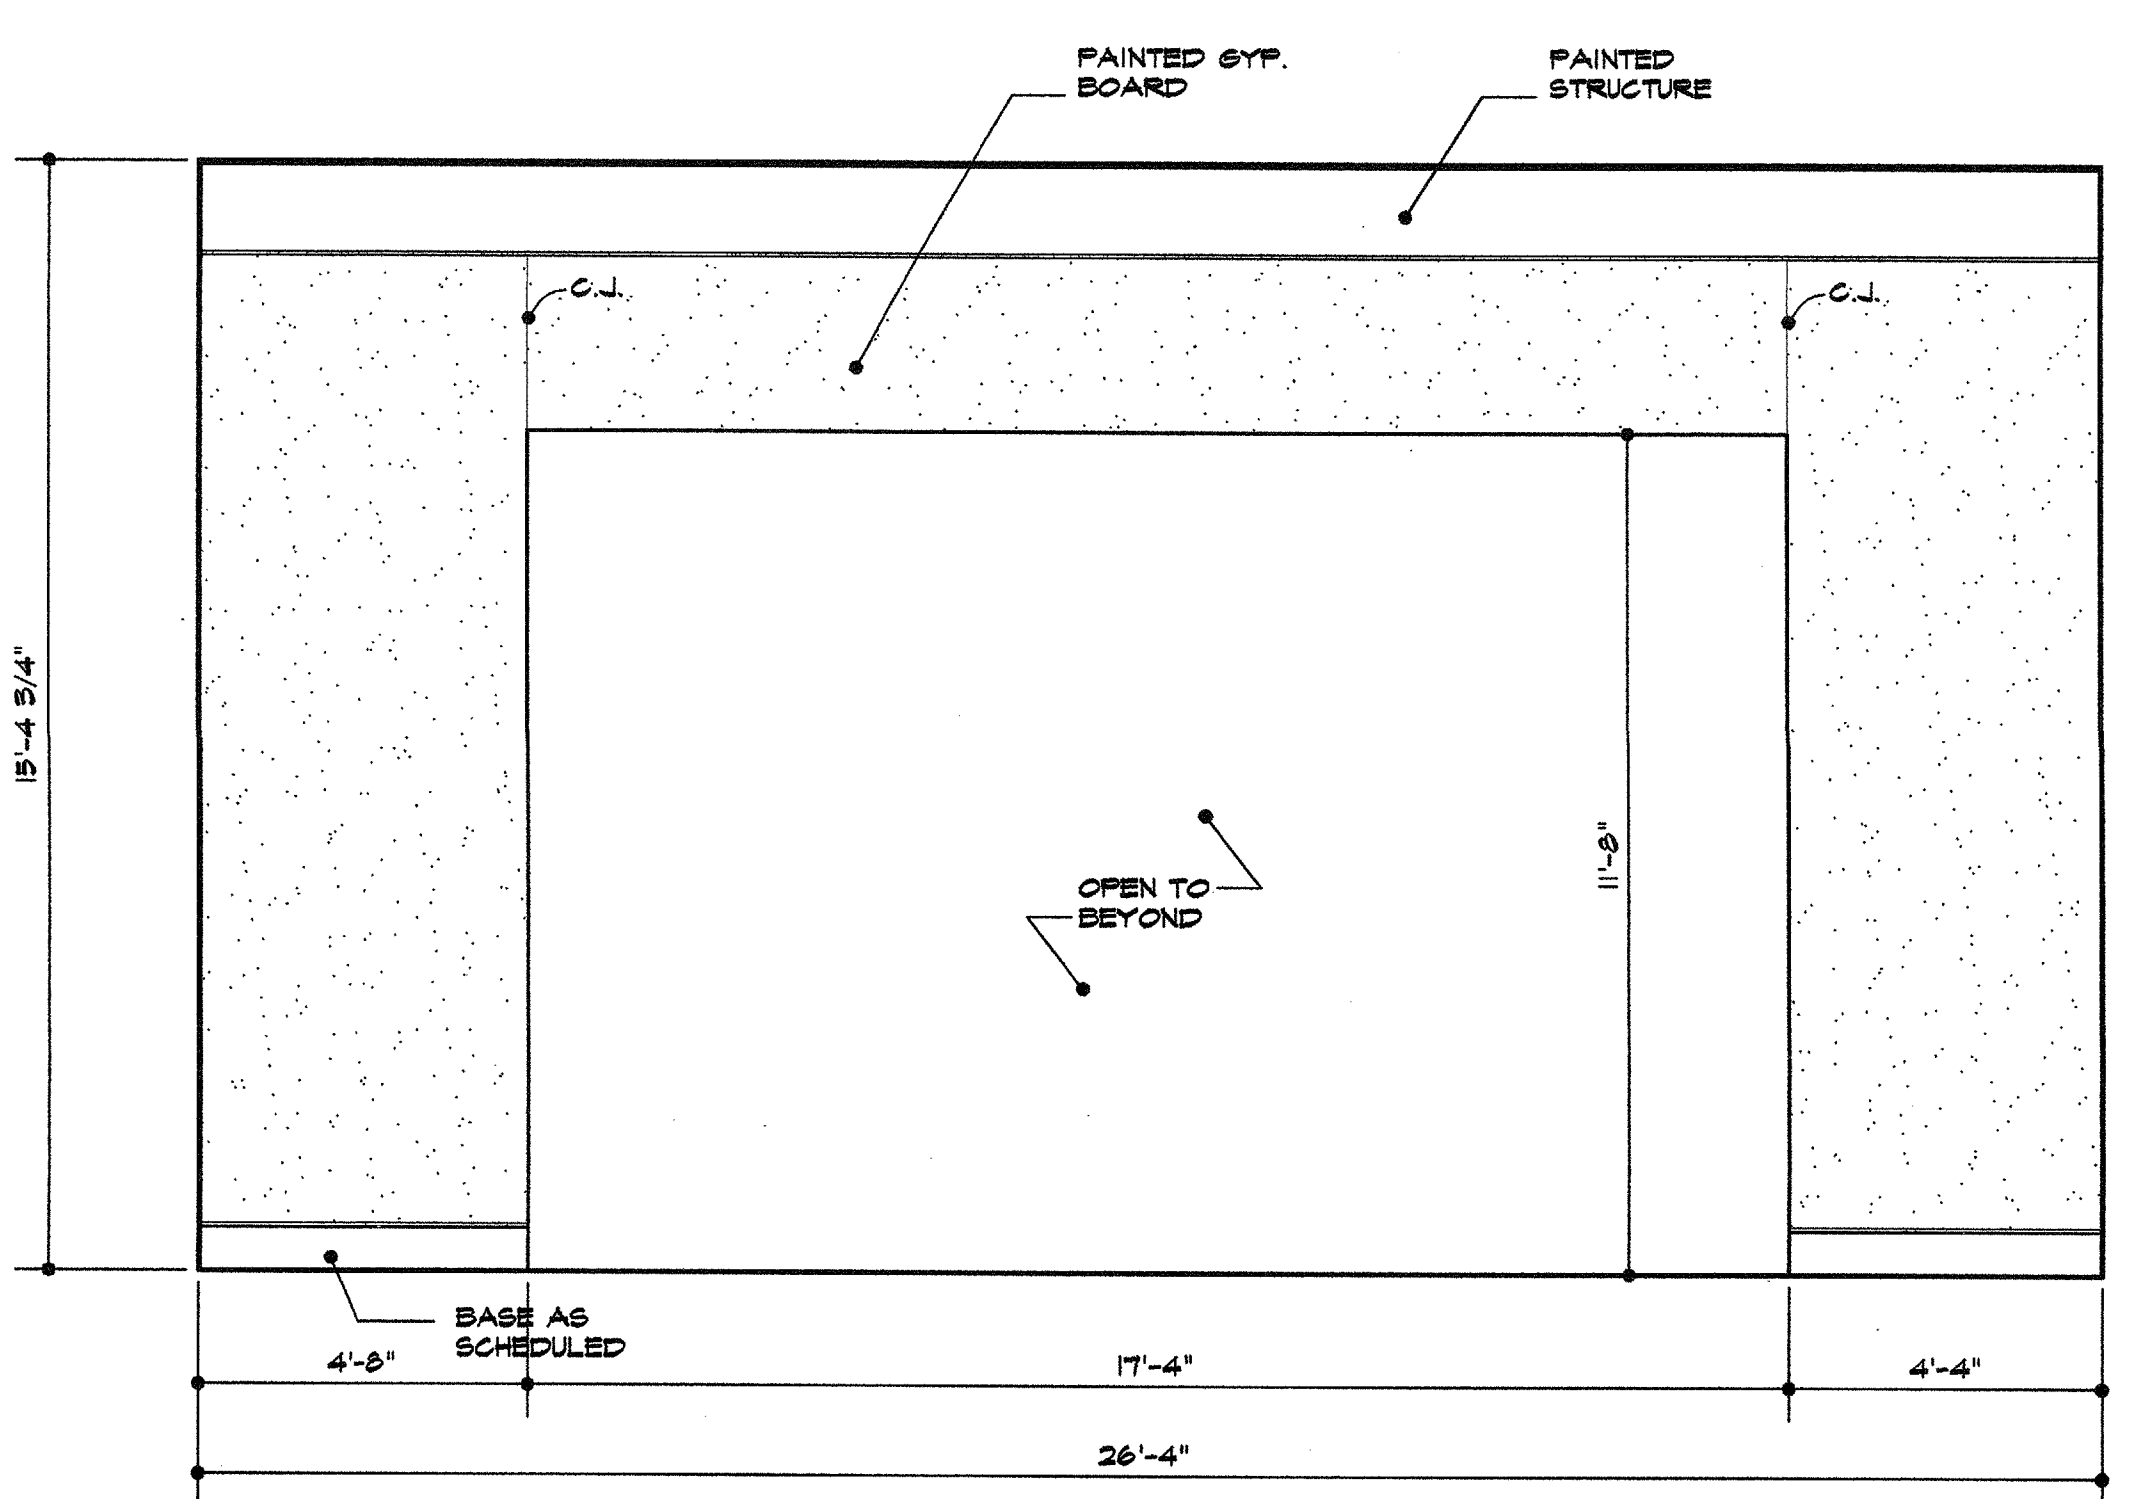 PAINTED GYP.
BOARD
PAINTED
STRUCTURE
C.J.
C.J.
15'-4 3/4"
11'-8"
OPEN TO
BEYOND
BASE AS
SCHEDULED
4'-8"
17'-4"
4'-4"
26'-4"